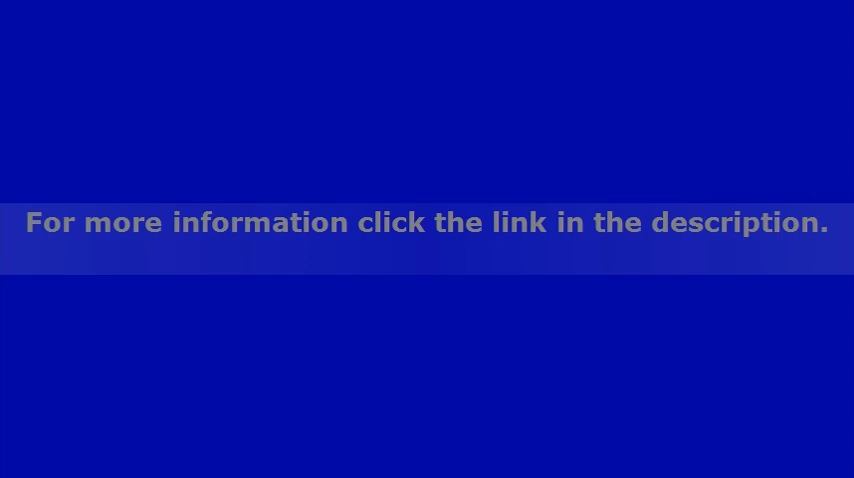 For more information click the link in the description.